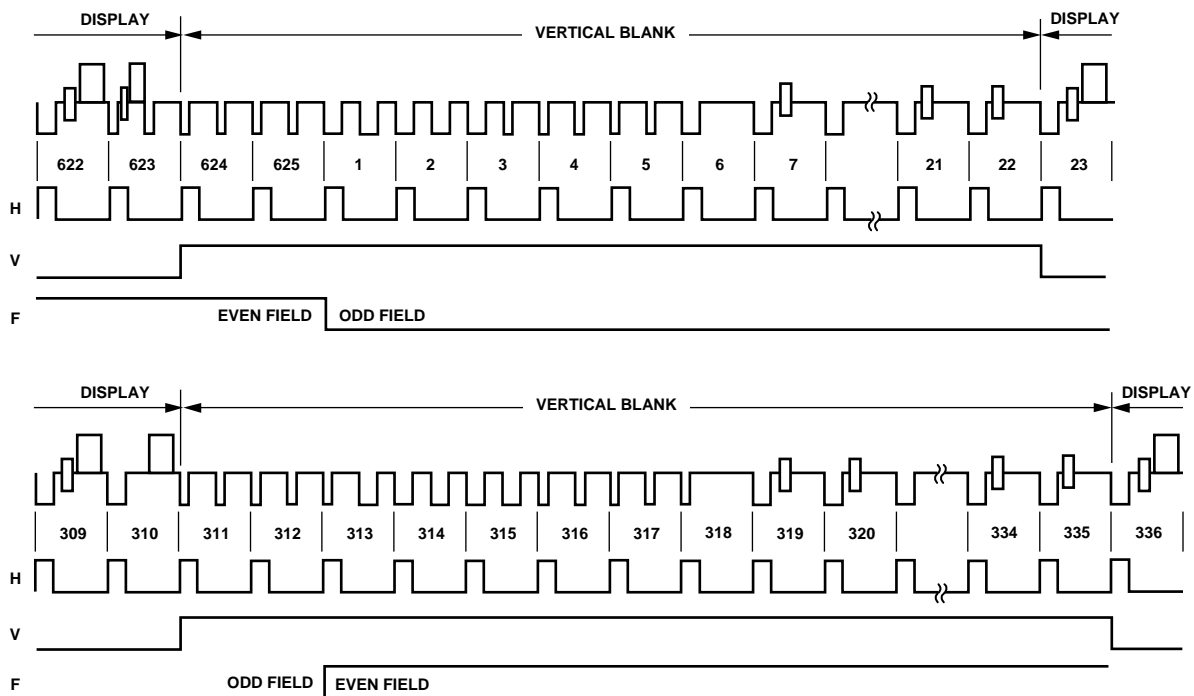 DISPLAY VERTICAL BLANK DISPLAY
622 623 624 625 1 2 3 4 5 6 7 21 22 23
H
V
F EVEN FIELD ODD FIELD
DISPLAY VERTICAL BLANK DISPLAY
309 310 311 312 313 314 315 316 317 318 319 320 334 335 336
H
V
F ODD FIELD EVEN FIELD